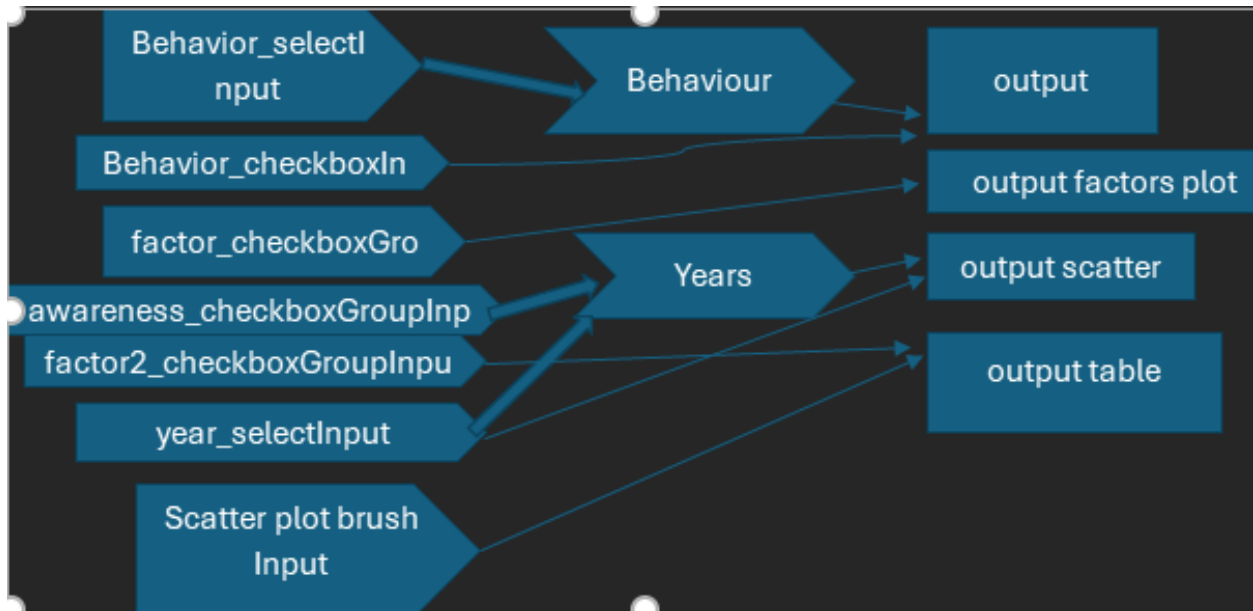 Behavior_selectI
nput
Behaviour
output
Behavior_checkboxIn
output factors plot
factor_checkboxGro
Years
output scatter
awareness_checkboxGroupInp
factor2_checkboxGroupInpu
output table
year_selectInput
Scatter plot brush
Input